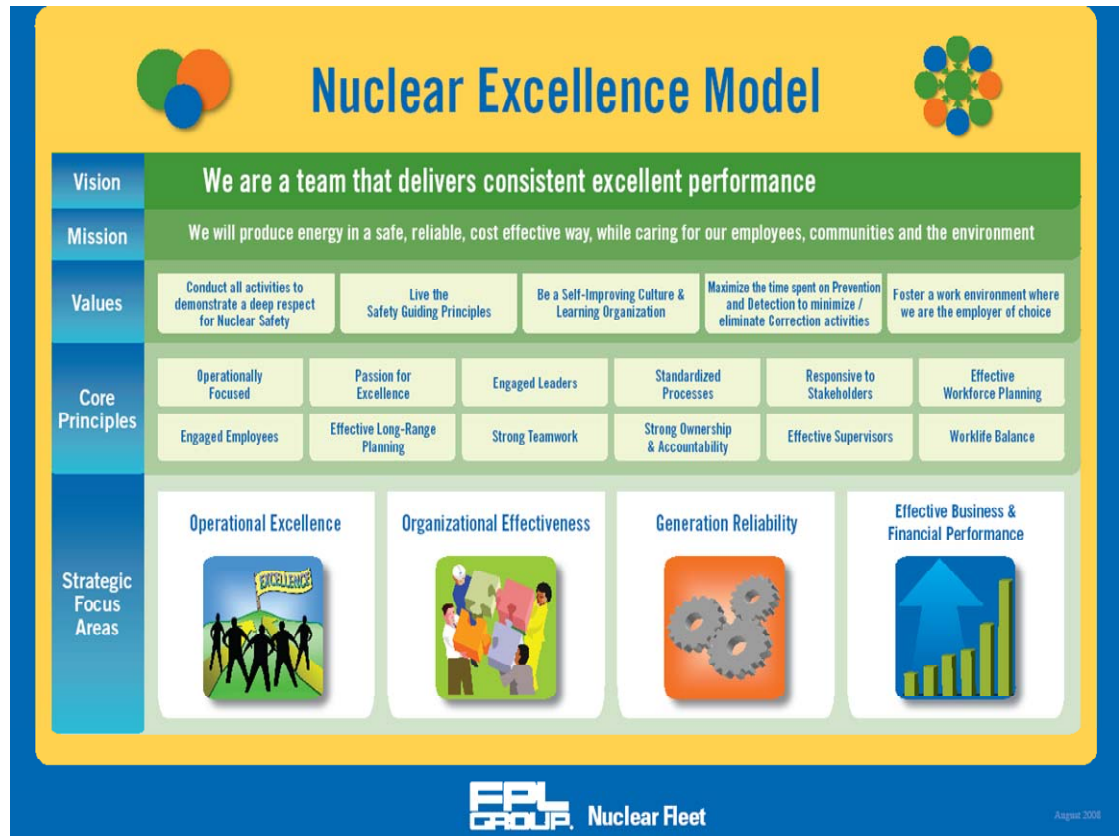 Nuclear Excellence Model
Vision
We are a team that delivers consistent excellent performance
Mission
We will produce energy in a safe, reliable, cost effective way, while caring for our employees, communities and the environment
Values
Conduct all activities to
demonstrate a deep respect
for Nuclear Safety
Live the
Safety Guiding Principles
Be a Self-Improving Culture &
Learning Organization
Maximize the time spent on Prevention
and Detection to minimize /
eliminate Correction activities
Foster a work environment where
we are the employer of choice
Core
Principles
Operationally
Focused
Passion for
Excellence
Engaged Leaders
Standardized
Processes
Responsive to
Stakeholders
Effective
Workforce Planning
Engaged Employees
Effective Long-Range
Planning
Strong Teamwork
Strong Ownership
& Accountability
Effective Supervisors
Worklife Balance
Strategic
Focus
Areas
Operational Excellence
EXCELLENCE
Organizational Effectiveness
Generation Reliability
Effective Business &
Financial Performance
FPL
GROUP.
Nuclear Fleet
August 2008